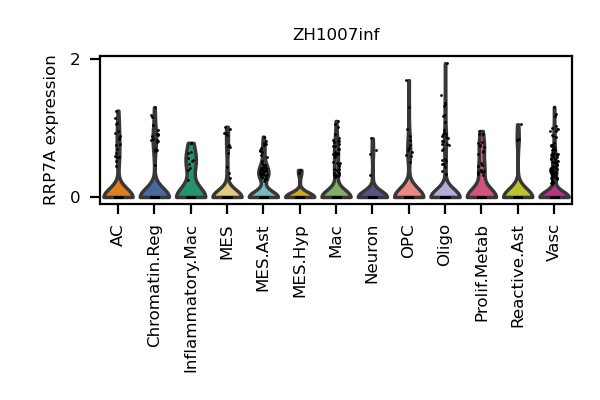 ZH1007inf
RRP7A expression
2
0
AC
Chromatin.Reg
Inflammatory.Mac
MES
MES.Ast
MES.Hyp
Mac
Neuron
OPC
Oligo
Prolif.Metab
Reactive.Ast
Vasc